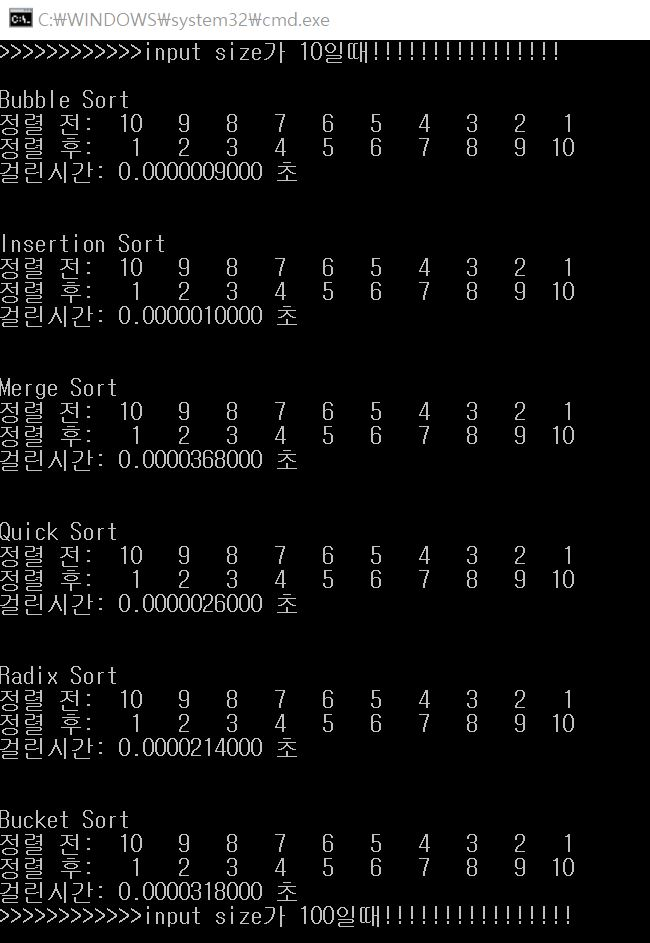 C:\WINDOWS\system32\cmd.exe
>>>>>>>>>>>>input size가 10일때!!!!!!!!!!!!!!!!
Bubble Sort
정렬 전: 10 9 8 7 6 5 4 3 2 1
정렬 후: 1 2 3 4 5 6 7 8 9 10
걸린시간: 0.0000009000 초
Insertion Sort
정렬 전: 10 9 8 7 6 5 4 3 2 1
정렬 후: 1 2 3 4 5 6 7 8 9 10
걸린시간: 0.0000010000 초
Merge Sort
정렬 전: 10 9 8 7 6 5 4 3 2 1
정렬 후: 1 2 3 4 5 6 7 8 9 10
걸린시간: 0.0000368000 초
Quick Sort
정렬 전: 10 9 8 7 6 5 4 3 2 1
정렬 후: 1 2 3 4 5 6 7 8 9 10
걸린시간: 0.0000026000 초
Radix Sort
정렬 전: 10 9 8 7 6 5 4 3 2 1
정렬 후: 1 2 3 4 5 6 7 8 9 10
걸린시간: 0.0000214000 초
Bucket Sort
정렬 전: 10 9 8 7 6 5 4 3 2 1
정렬 후: 1 2 3 4 5 6 7 8 9 10
걸린시간: 0.0000318000 초
>>>>>>>>>>>>input size가 100일때!!!!!!!!!!!!!!!!